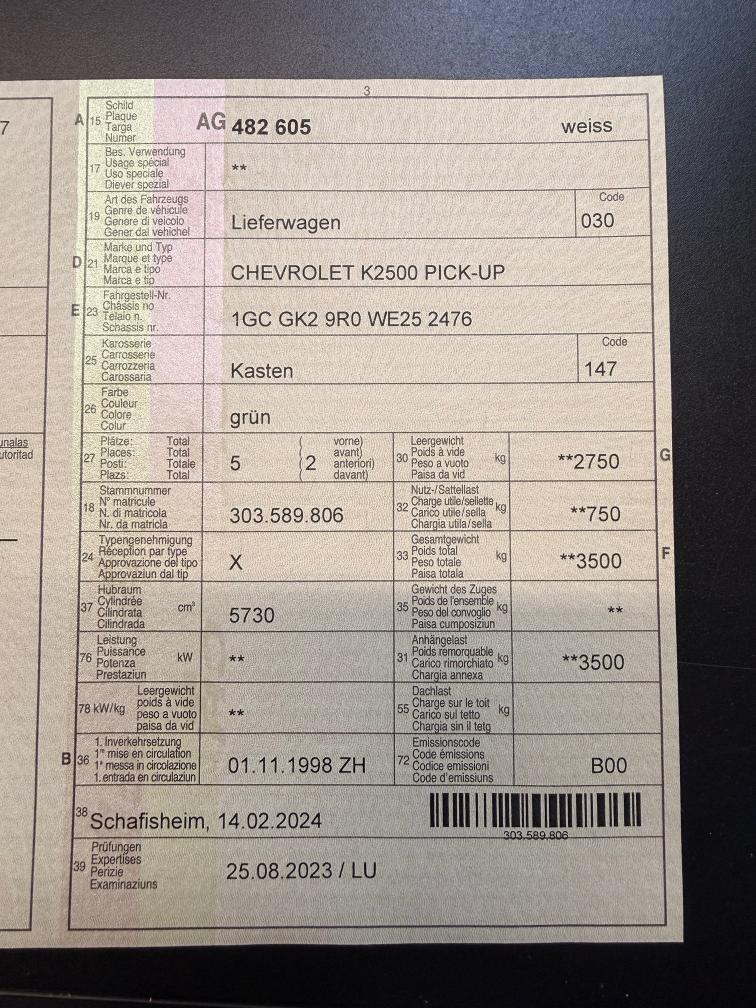 3
7
A 15 Schild
Plaque
Targa
Numer
AG 482 605 weiss
17 Bes. Verwendung
Usage spécial
Uso speciale
Diever spezial
**
19 Art des Fahrzeugs
Genre de véhicule
Genere di veicolo
Gener dal vehichel
Lieferwagen
Code
030
D 21 Marke und Typ
Marque et type
Marca e tipo
Marca e tip
CHEVROLET K2500 PICK-UP
E 23 Fahrgestell-Nr.
Châssis no
Telaio n.
Schassis nr.
1GC GK2 9R0 WE25 2476
25 Karosserie
Carrosserie
Carrozzeria
Carossaria
Kasten
Code
147
26 Farbe
Couleur
Colore
Colur
grün
unalas
utoritad
27 Plätze: Total
Places: Total
Posti: Totale
Plazs: Total
5 ( 2 vorne)
avant)
anteriori)
davant)
30 Leergewicht
Poids à vide
Peso a vuoto
Paisa da vid
kg **2750 G
18 Stammnummer
N° matricule
N. di matricola
Nr. da matricla
303.589.806
32 Nutz-/Sattellast
Charge utile/sellette
Carico utile/sella
Chargia utila/sella
kg **750
24 Typengenehmigung
Réception par type
Approvazione del tipo
Approvaziun dal tip
X
33 Gesamtgewicht
Poids total
Peso totale
Paisa totala
kg **3500 F
37 Hubraum
Cylindrée
Cilindrata
Cilindrada
cm³ 5730
35 Gewicht des Zuges
Poids de l'ensemble
Peso del convoglio
Paisa cumposiziun
kg **
76 Leistung
Puissance
Potenza
Prestaziun
kW **
31 Anhängelast
Poids remorquable
Carico rimorchiato
Chargia annexa
kg **3500
78 kW/kg Leergewicht
poids à vide
peso a vuoto
paisa da vid
**
55 Dachlast
Charge sur le toit
Carico sul tetto
Chargia sin il tetg
kg
B 36 1. Inverkehrsetzung
1re mise en circulation
1a messa in circolazione
1. entrada en circulaziun
01.11.1998 ZH
72 Emissionscode
Code émissions
Codice emissioni
Code d'emissiuns
B00
38 Schafisheim, 14.02.2024
303.589.806
39 Prüfungen
Expertises
Perizie
Examinaziuns
25.08.2023 / LU